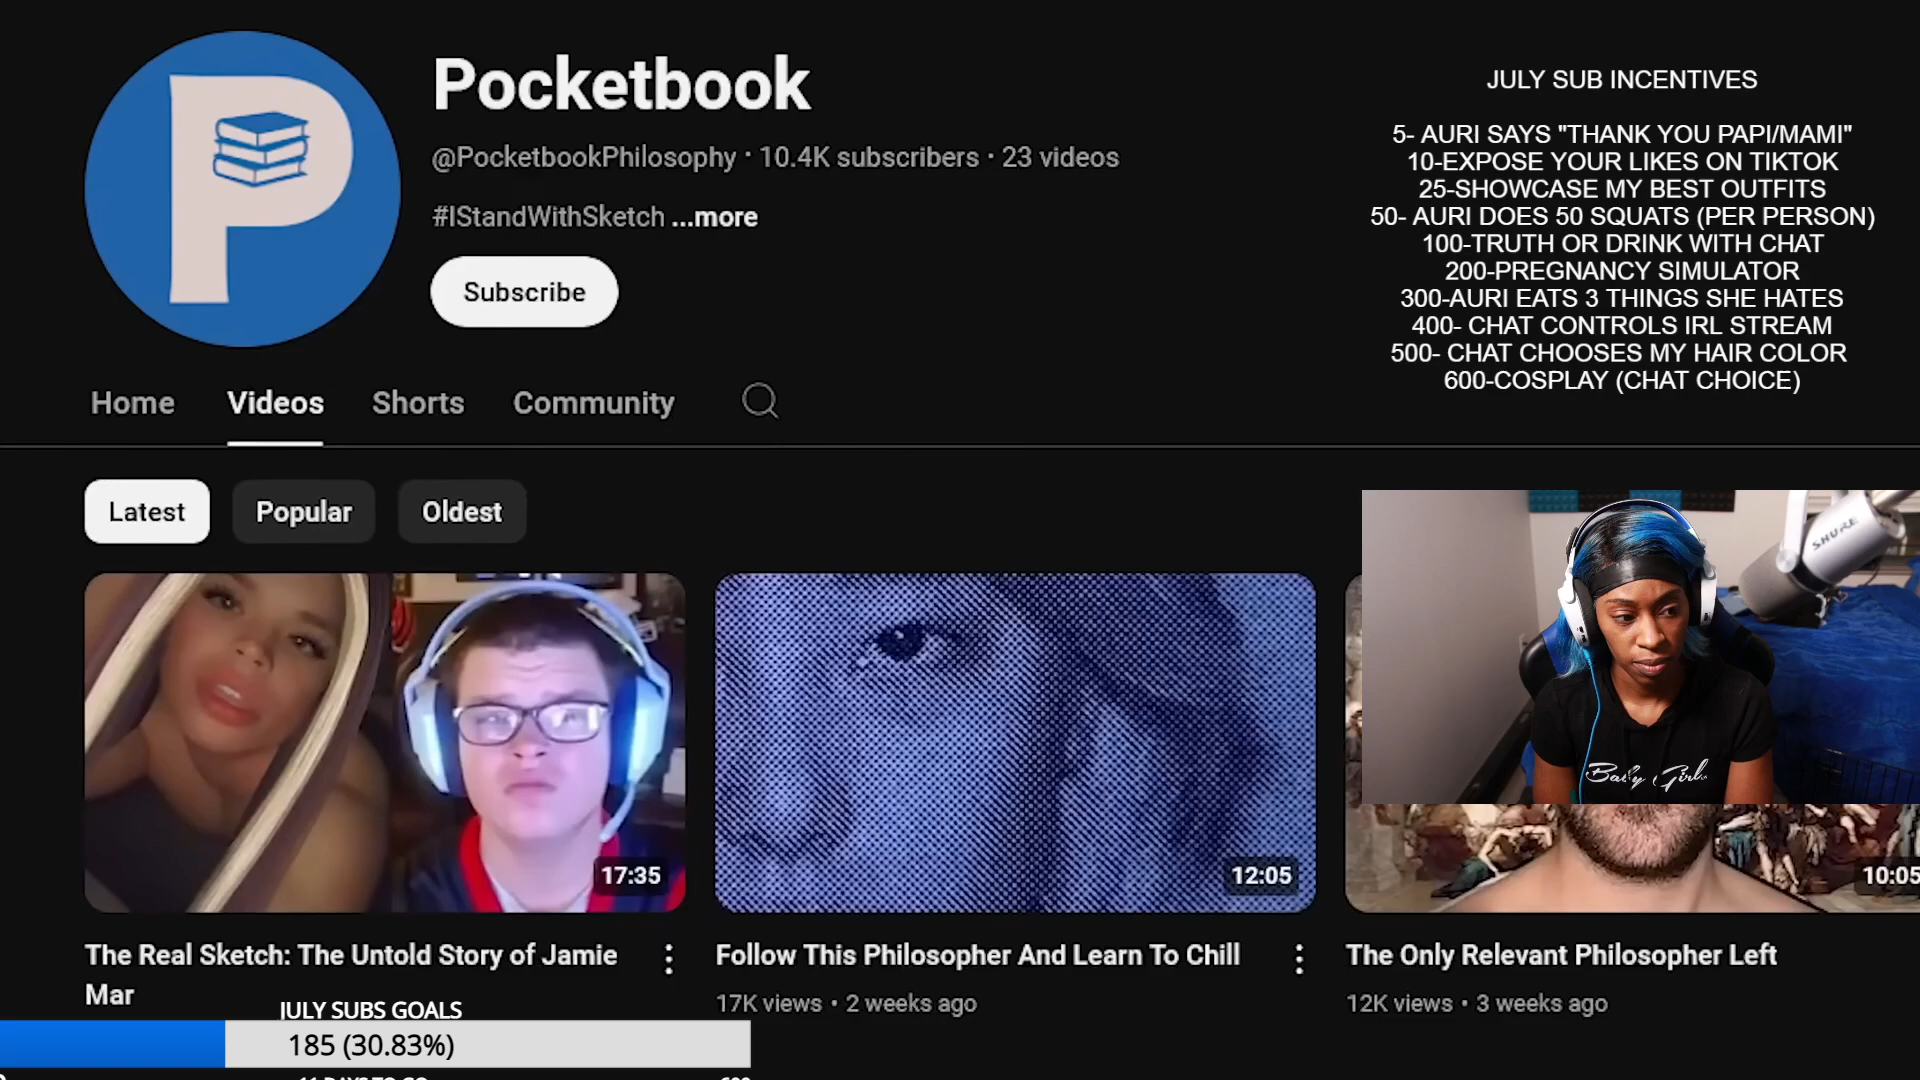 Pocketbook
@PocketbookPhilosophy · 10.4K subscribers · 23 videos
#IStandWithSketch ...more
Subscribe
Home Videos Shorts Community
Latest Popular Oldest
JULY SUB INCENTIVES
5- AURI SAYS "THANK YOU PAPI/MAMI"
10-EXPOSE YOUR LIKES ON TIKTOK
25-SHOWCASE MY BEST OUTFITS
50- AURI DOES 50 SQUATS (PER PERSON)
100-TRUTH OR DRINK WITH CHAT
200-PREGNANCY SIMULATOR
300-AURI EATS 3 THINGS SHE HATES
400- CHAT CONTROLS IRL STREAM
500- CHAT CHOOSES MY HAIR COLOR
600-COSPLAY (CHAT CHOICE)
SHURE
Baby Girl
17:35
12:05
10:05
The Real Sketch: The Untold Story of Jamie
Mar
Follow This Philosopher And Learn To Chill
17K views · 2 weeks ago
The Only Relevant Philosopher Left
12K views · 3 weeks ago
JULY SUBS GOALS
185 (30.83%)